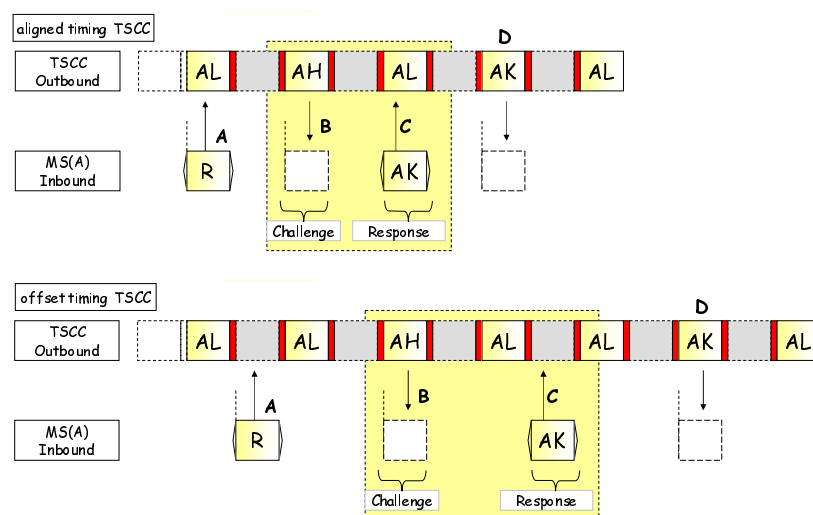 aligned timing TSCC
D
TSCC
Outbound
AL
AH
AL
AK
AL
A
B
C
MS(A)
Inbound
R
AK
Challenge
Response
offset timing TSCC
D
TSCC
Outbound
AL
AL
AH
AL
AL
AK
AL
A
B
C
MS(A)
Inbound
R
AK
Challenge
Response